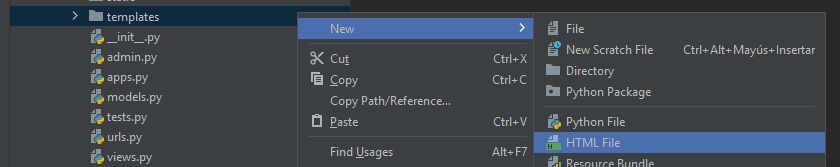 templates
__init__.py
admin.py
apps.py
models.py
tests.py
urls.py
views.py
New
Cut Ctrl+X
Copy Ctrl+C
Copy Path/Reference...
Paste Ctrl+V
Find Usages Alt+F7
File
New Scratch File Ctrl+Alt+Mayús+Insertar
Directory
Python Package
Python File
HTML File
Resource Bundle